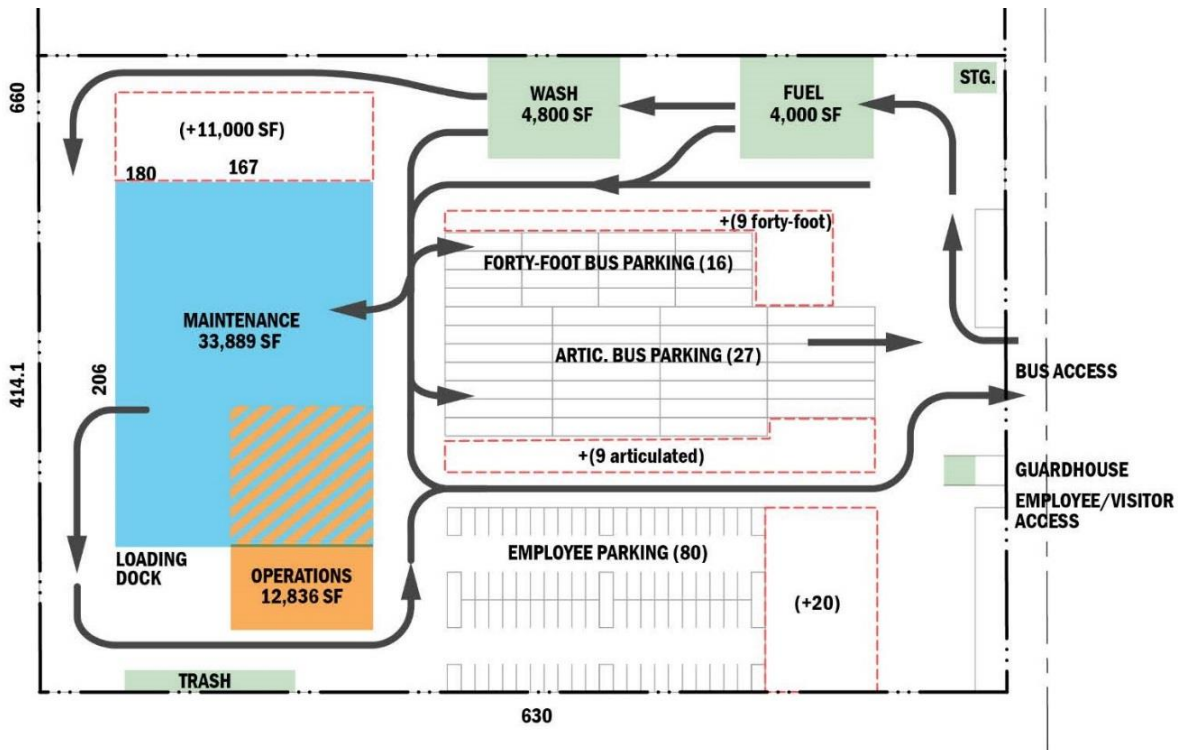 660
WASH
4,800 SF
FUEL
4,000 SF
STG.
(+11,000 SF)
180
167
+(9 forty-foot)
FORTY-FOOT BUS PARKING (16)
MAINTENANCE
33,889 SF
ARTIC. BUS PARKING (27)
BUS ACCESS
206
414.1
+(9 articulated)
GUARDHOUSE
EMPLOYEE/VISITOR
ACCESS
LOADING
DOCK
OPERATIONS
12,836 SF
EMPLOYEE PARKING (80)
(+20)
TRASH
630